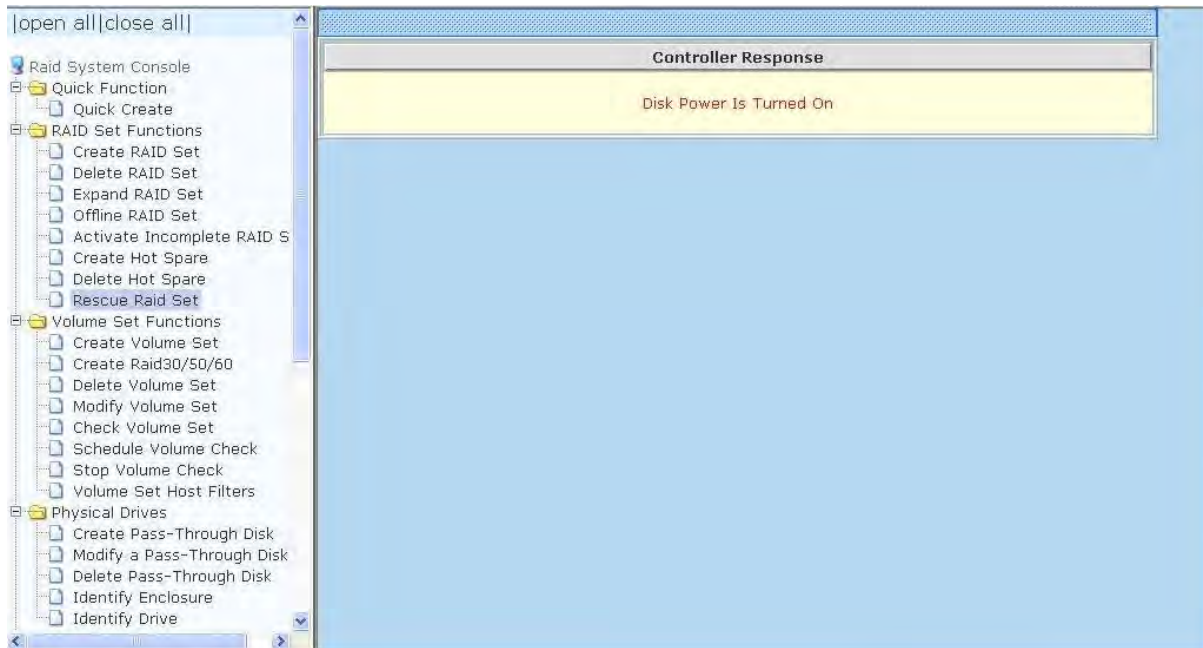 |open all|close all|
Raid System Console
Quick Function
Quick Create
RAID Set Functions
Create RAID Set
Delete RAID Set
Expand RAID Set
Offline RAID Set
Activate Incomplete RAID S
Create Hot Spare
Delete Hot Spare
Rescue Raid Set
Volume Set Functions
Create Volume Set
Create Raid30/50/60
Delete Volume Set
Modify Volume Set
Check Volume Set
Schedule Volume Check
Stop Volume Check
Volume Set Host Filters
Physical Drives
Create Pass-Through Disk
Modify a Pass-Through Disk
Delete Pass-Through Disk
Identify Enclosure
Identify Drive
Controller Response
Disk Power Is Turned On